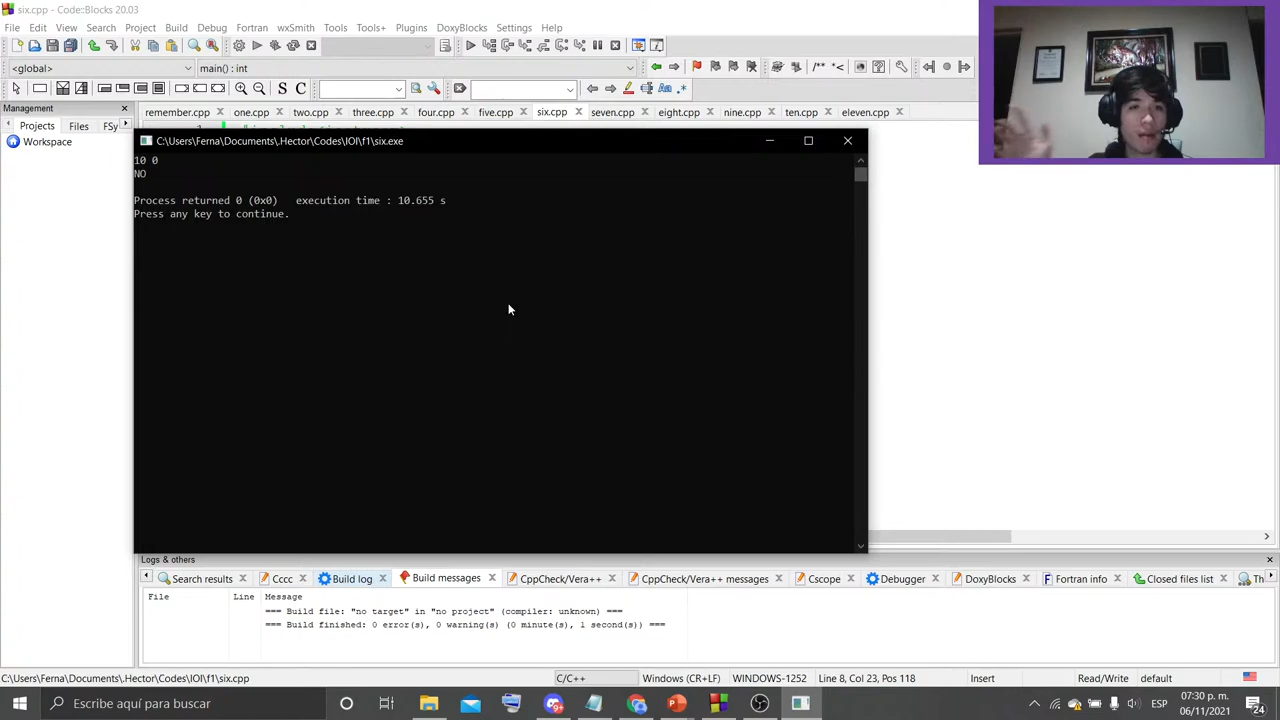 six.cpp - Code::Blocks 20.03
File Edit View Search Project Build Debug Fortran wxSmith Tools Tools+ Plugins DoxyBlocks Settings Help
<global> main() : int
/** *<
S C Aa .*
Management
Projects Files FSy
Workspace
remember.cpp one.cpp two.cpp three.cpp four.cpp five.cpp six.cpp seven.cpp eight.cpp nine.cpp ten.cpp eleven.cpp
C:\Users\Ferna\Documents\.Hector\Codes\IOI\f1\six.exe
10 0
NO
Process returned 0 (0x0) execution time : 10.655 s
Press any key to continue.
Logs & others
Search results Cccc Build log Build messages CppCheck/Vera++ CppCheck/Vera++ messages Cscope Debugger DoxyBlocks Fortran info Closed files list Th
File Line Message
=== Build file: "no target" in "no project" (compiler: unknown) ===
=== Build finished: 0 error(s), 0 warning(s) (0 minute(s), 1 second(s)) ===
C:\Users\Ferna\Documents\.Hector\Codes\IOI\f1\six.cpp C/C++ Windows (CR+LF) WINDOWS-1252 Line 8, Col 23, Pos 118 Insert Read/Write default
Escribe aquí para buscar
ESP
07:30 p. m.
06/11/2021
24